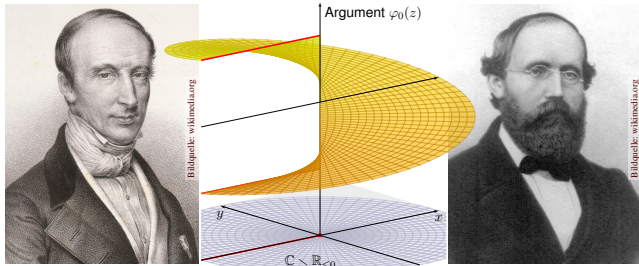 Bildquelle: wikimedia.org
Argument φ₀(z)
y
x
ℂ ∖ ℝ≤0
Bildquelle: wikimedia.org